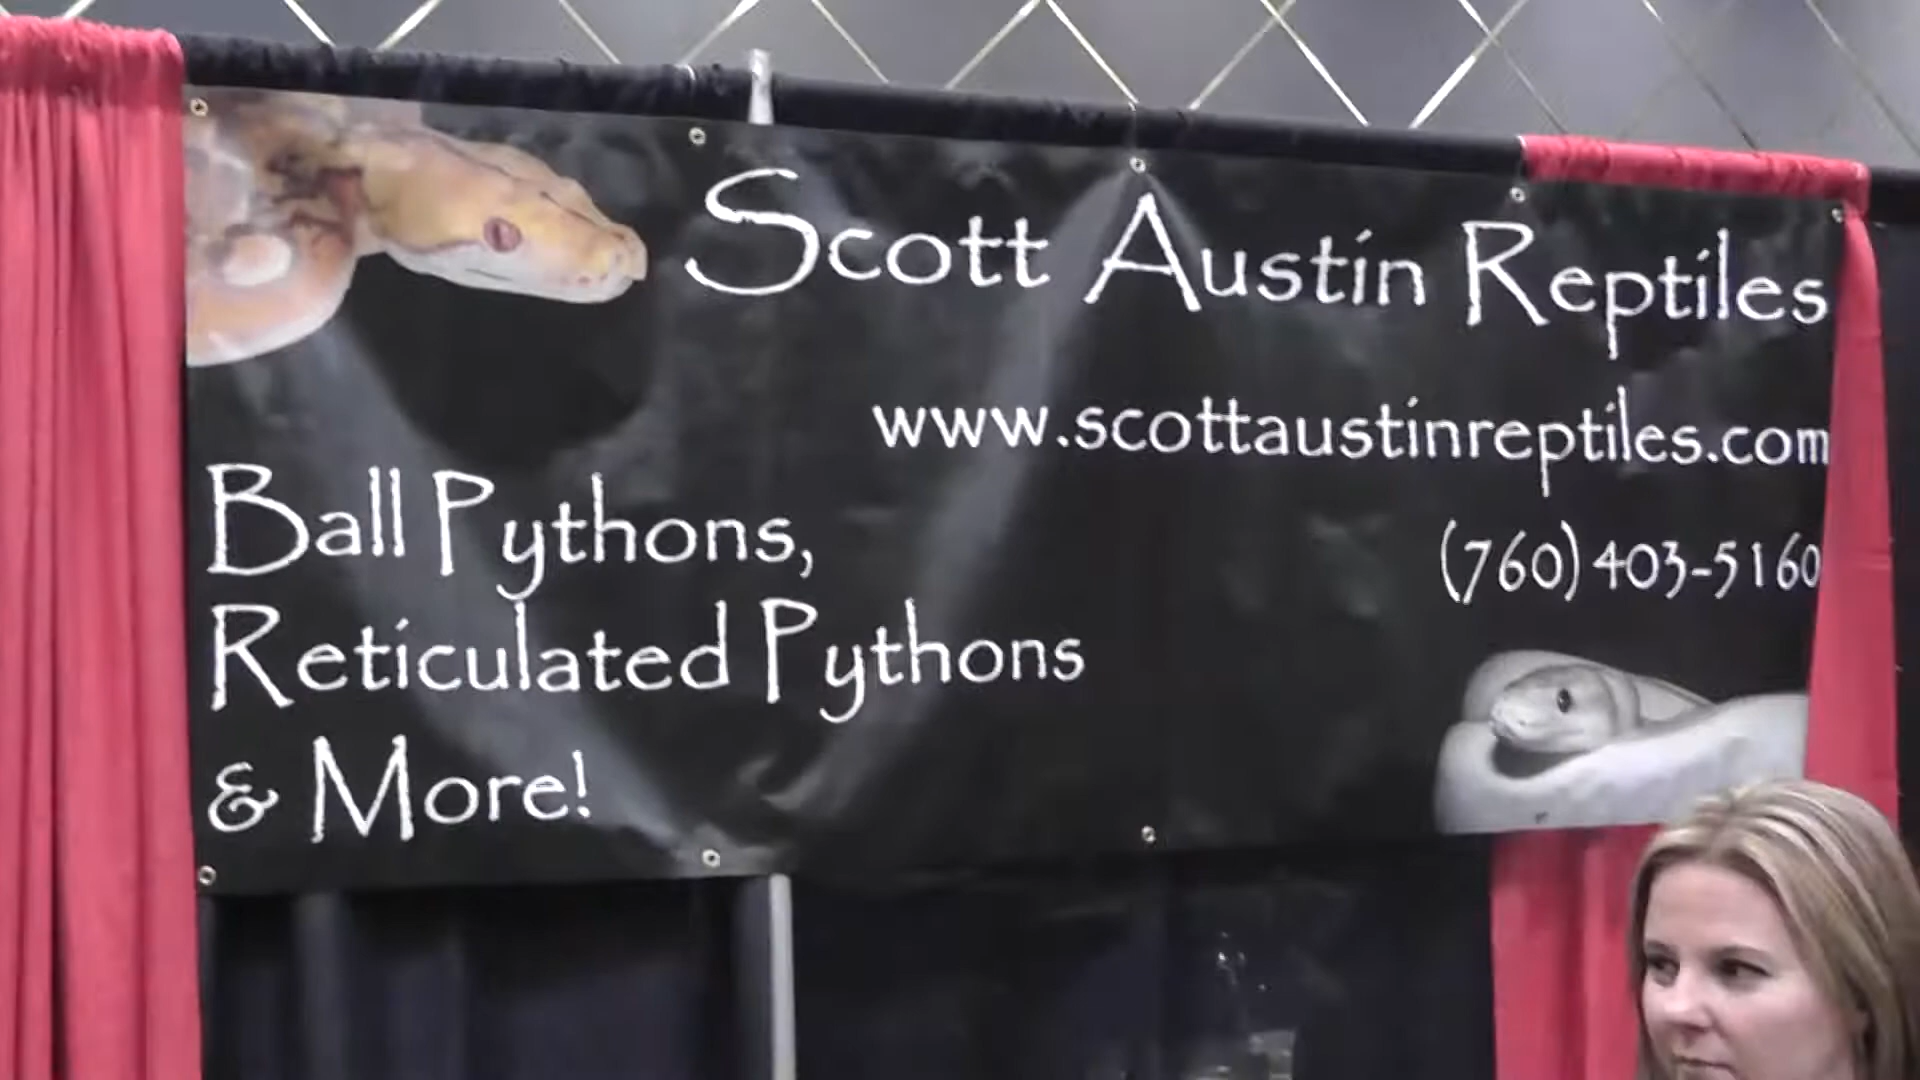 Scott Austin Reptiles
www.scottaustinreptiles.com
(760) 403-5160
Ball Pythons,
Reticulated Pythons
& More!